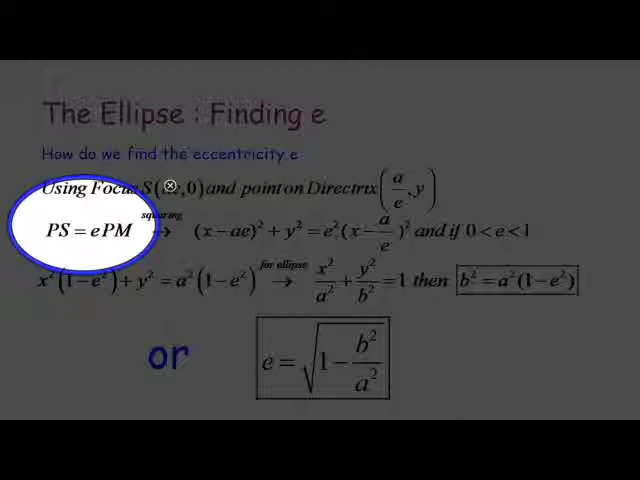 The Ellipse : Finding e
How do we find the eccentricity e
Using Focus S(ae,0) and point on Directrix (a/e, y)
PS = e PM squaring → (x − ae)² + y² = e²(x − a/e)² and if 0 < e < 1
x²(1 − e²) + y² = a²(1 − e²) for ellipse → x²/a² + y²/b² = 1 then b² = a²(1 − e²)
or e = √(1 − b²/a²)